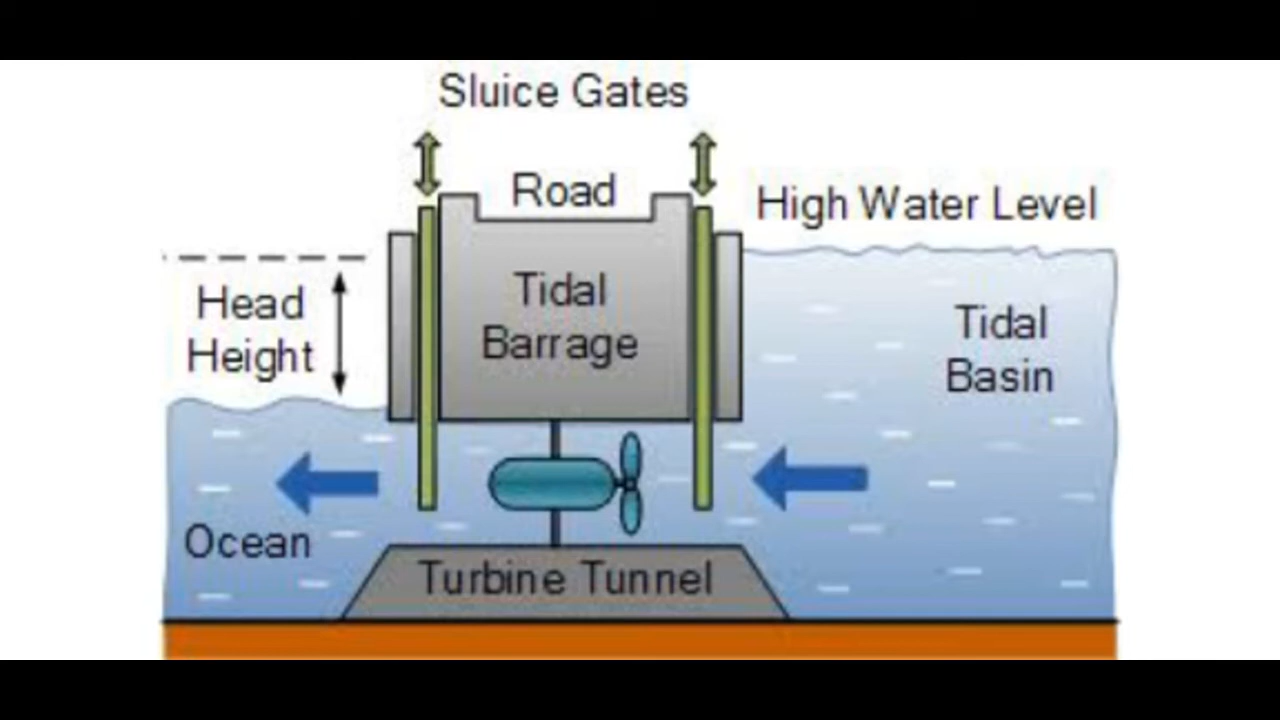 Sluice Gates
Road
High Water Level
Head
Height
Tidal
Barrage
Tidal
Basin
Ocean
Turbine Tunnel